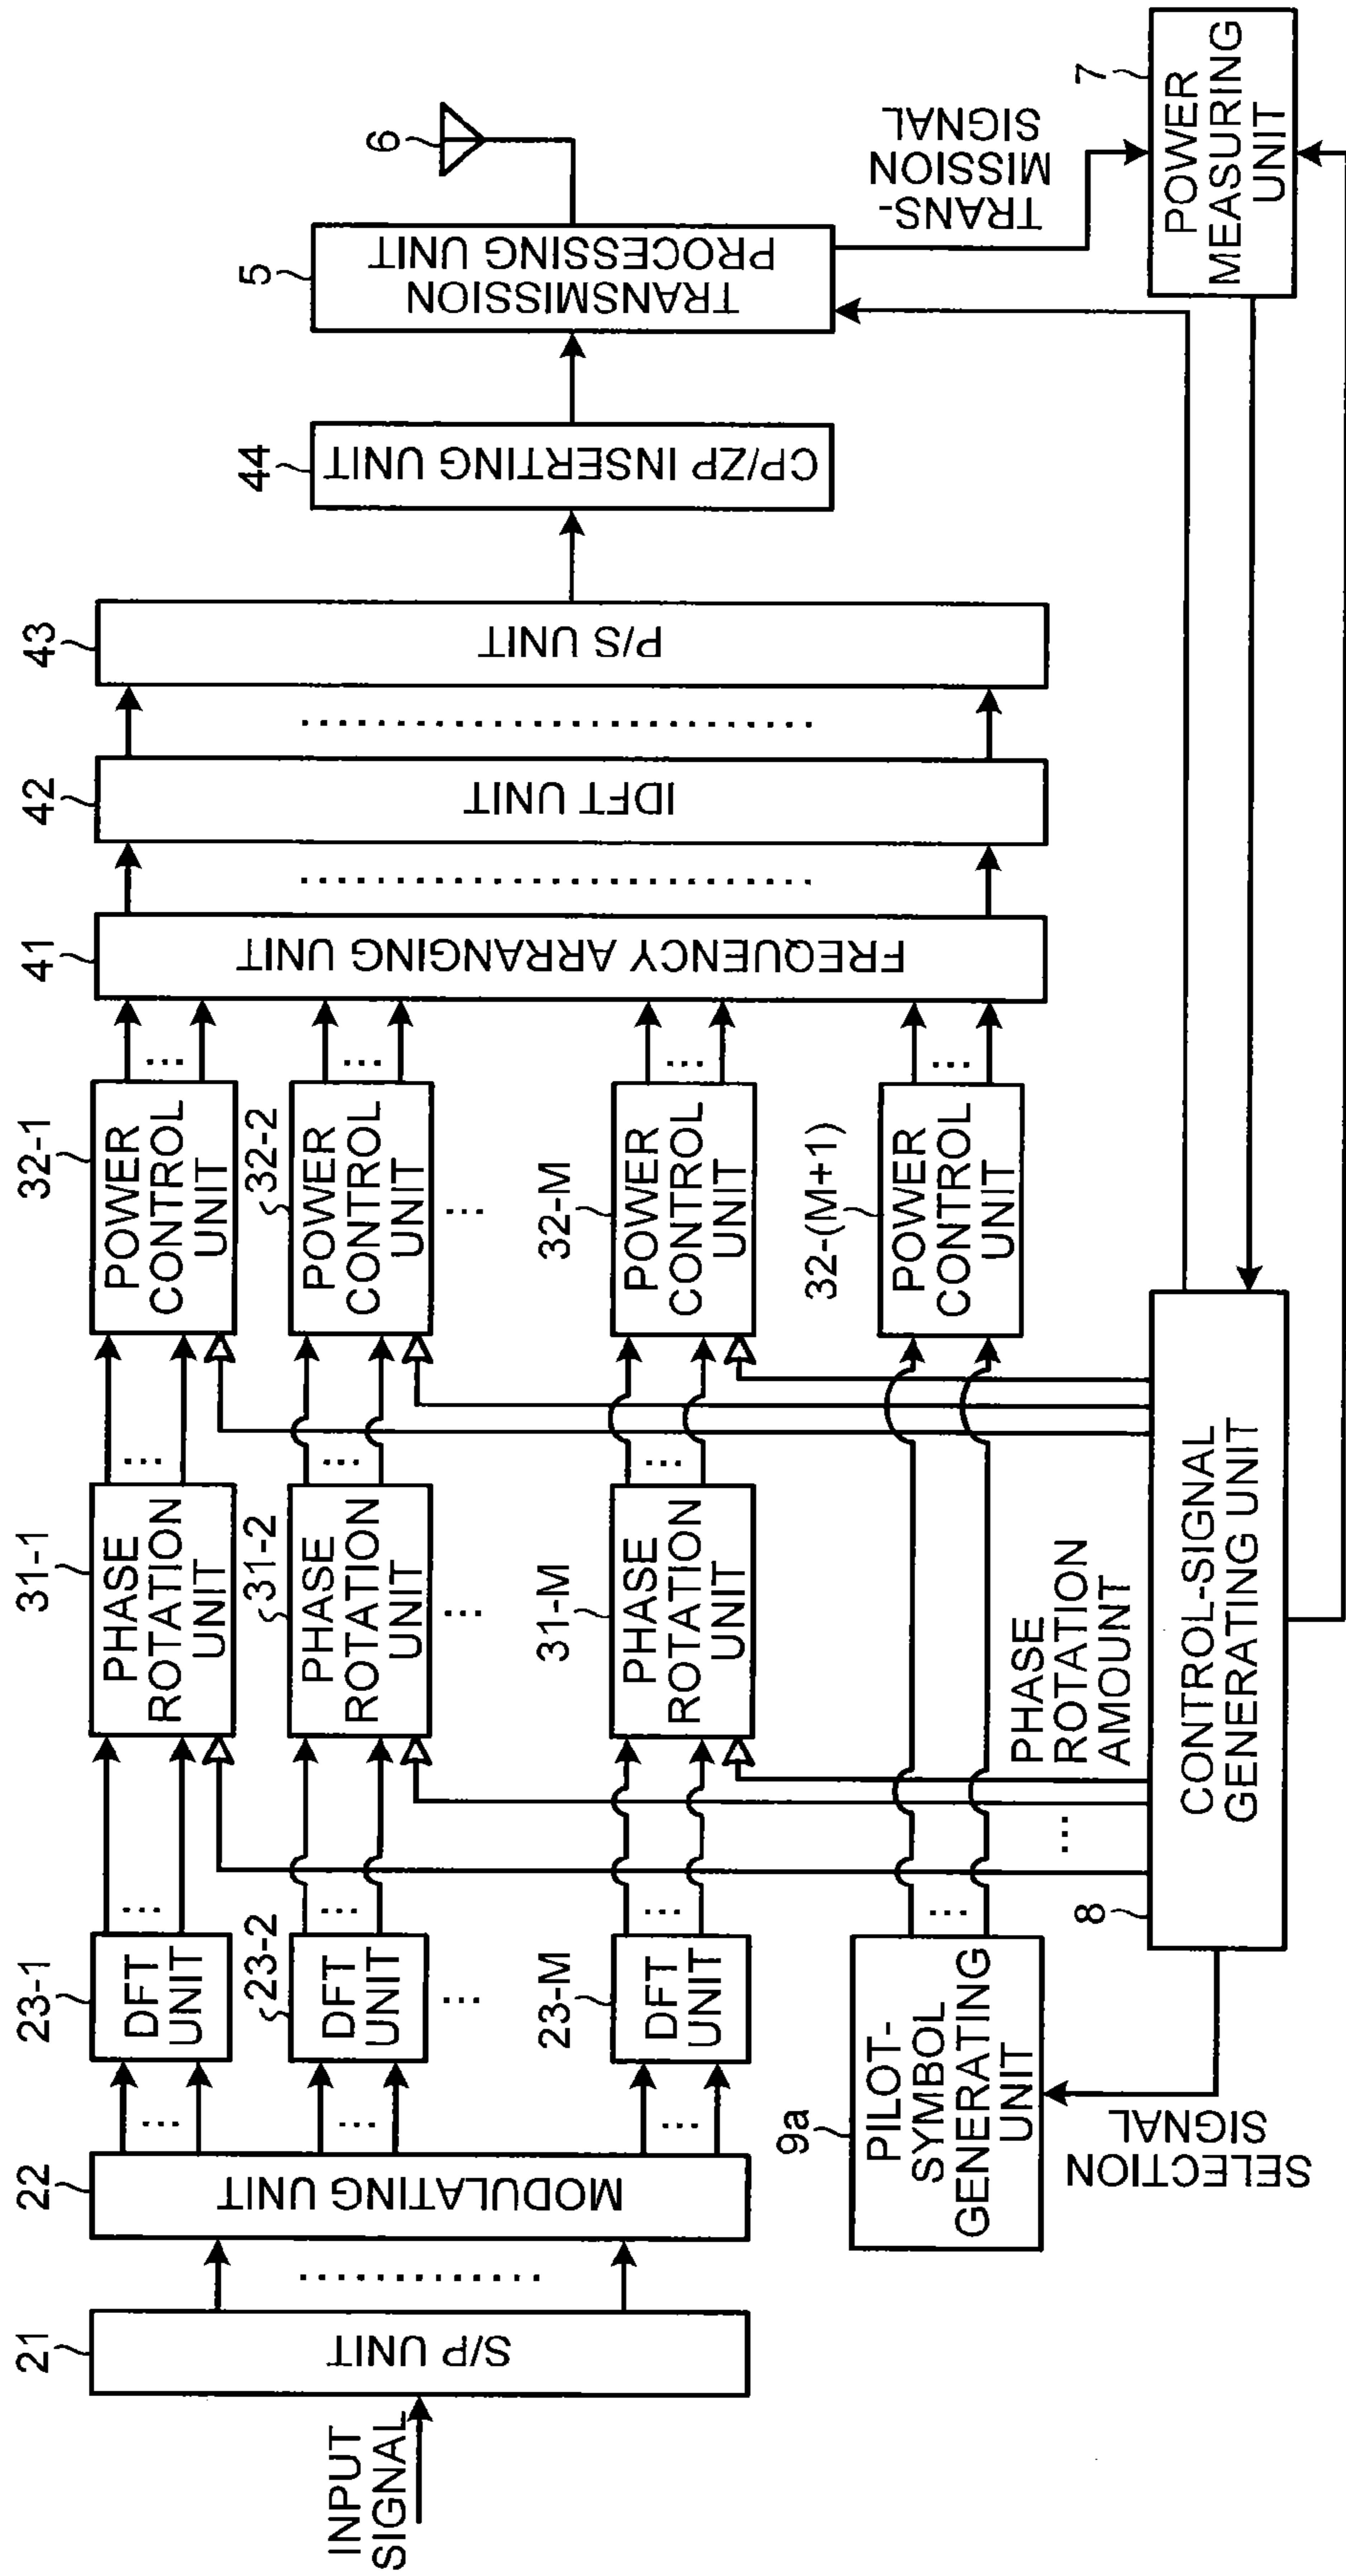 INPUT
SIGNAL
21
S/P UNIT
22
MODULATING UNIT
23-1
DFT
UNIT
23-2
DFT
UNIT
...
23-M
DFT
UNIT
31-1
PHASE
ROTATION
UNIT
31-2
PHASE
ROTATION
UNIT
...
31-M
PHASE
ROTATION
UNIT
32-1
POWER
CONTROL
UNIT
32-2
POWER
CONTROL
UNIT
...
32-M
POWER
CONTROL
UNIT
32-(M+1)
POWER
CONTROL
UNIT
41
FREQUENCY ARRANGING UNIT
42
IDFT UNIT
43
P/S UNIT
44
CP/ZP INSERTING UNIT
5
TRANSMISSION
PROCESSING UNIT
6
TRANS-
MISSION
SIGNAL
7
POWER
MEASURING
UNIT
9a
PILOT-
SYMBOL
GENERATING
UNIT
SELECTION
SIGNAL
PHASE
ROTATION
AMOUNT
...
8
CONTROL-SIGNAL
GENERATING UNIT